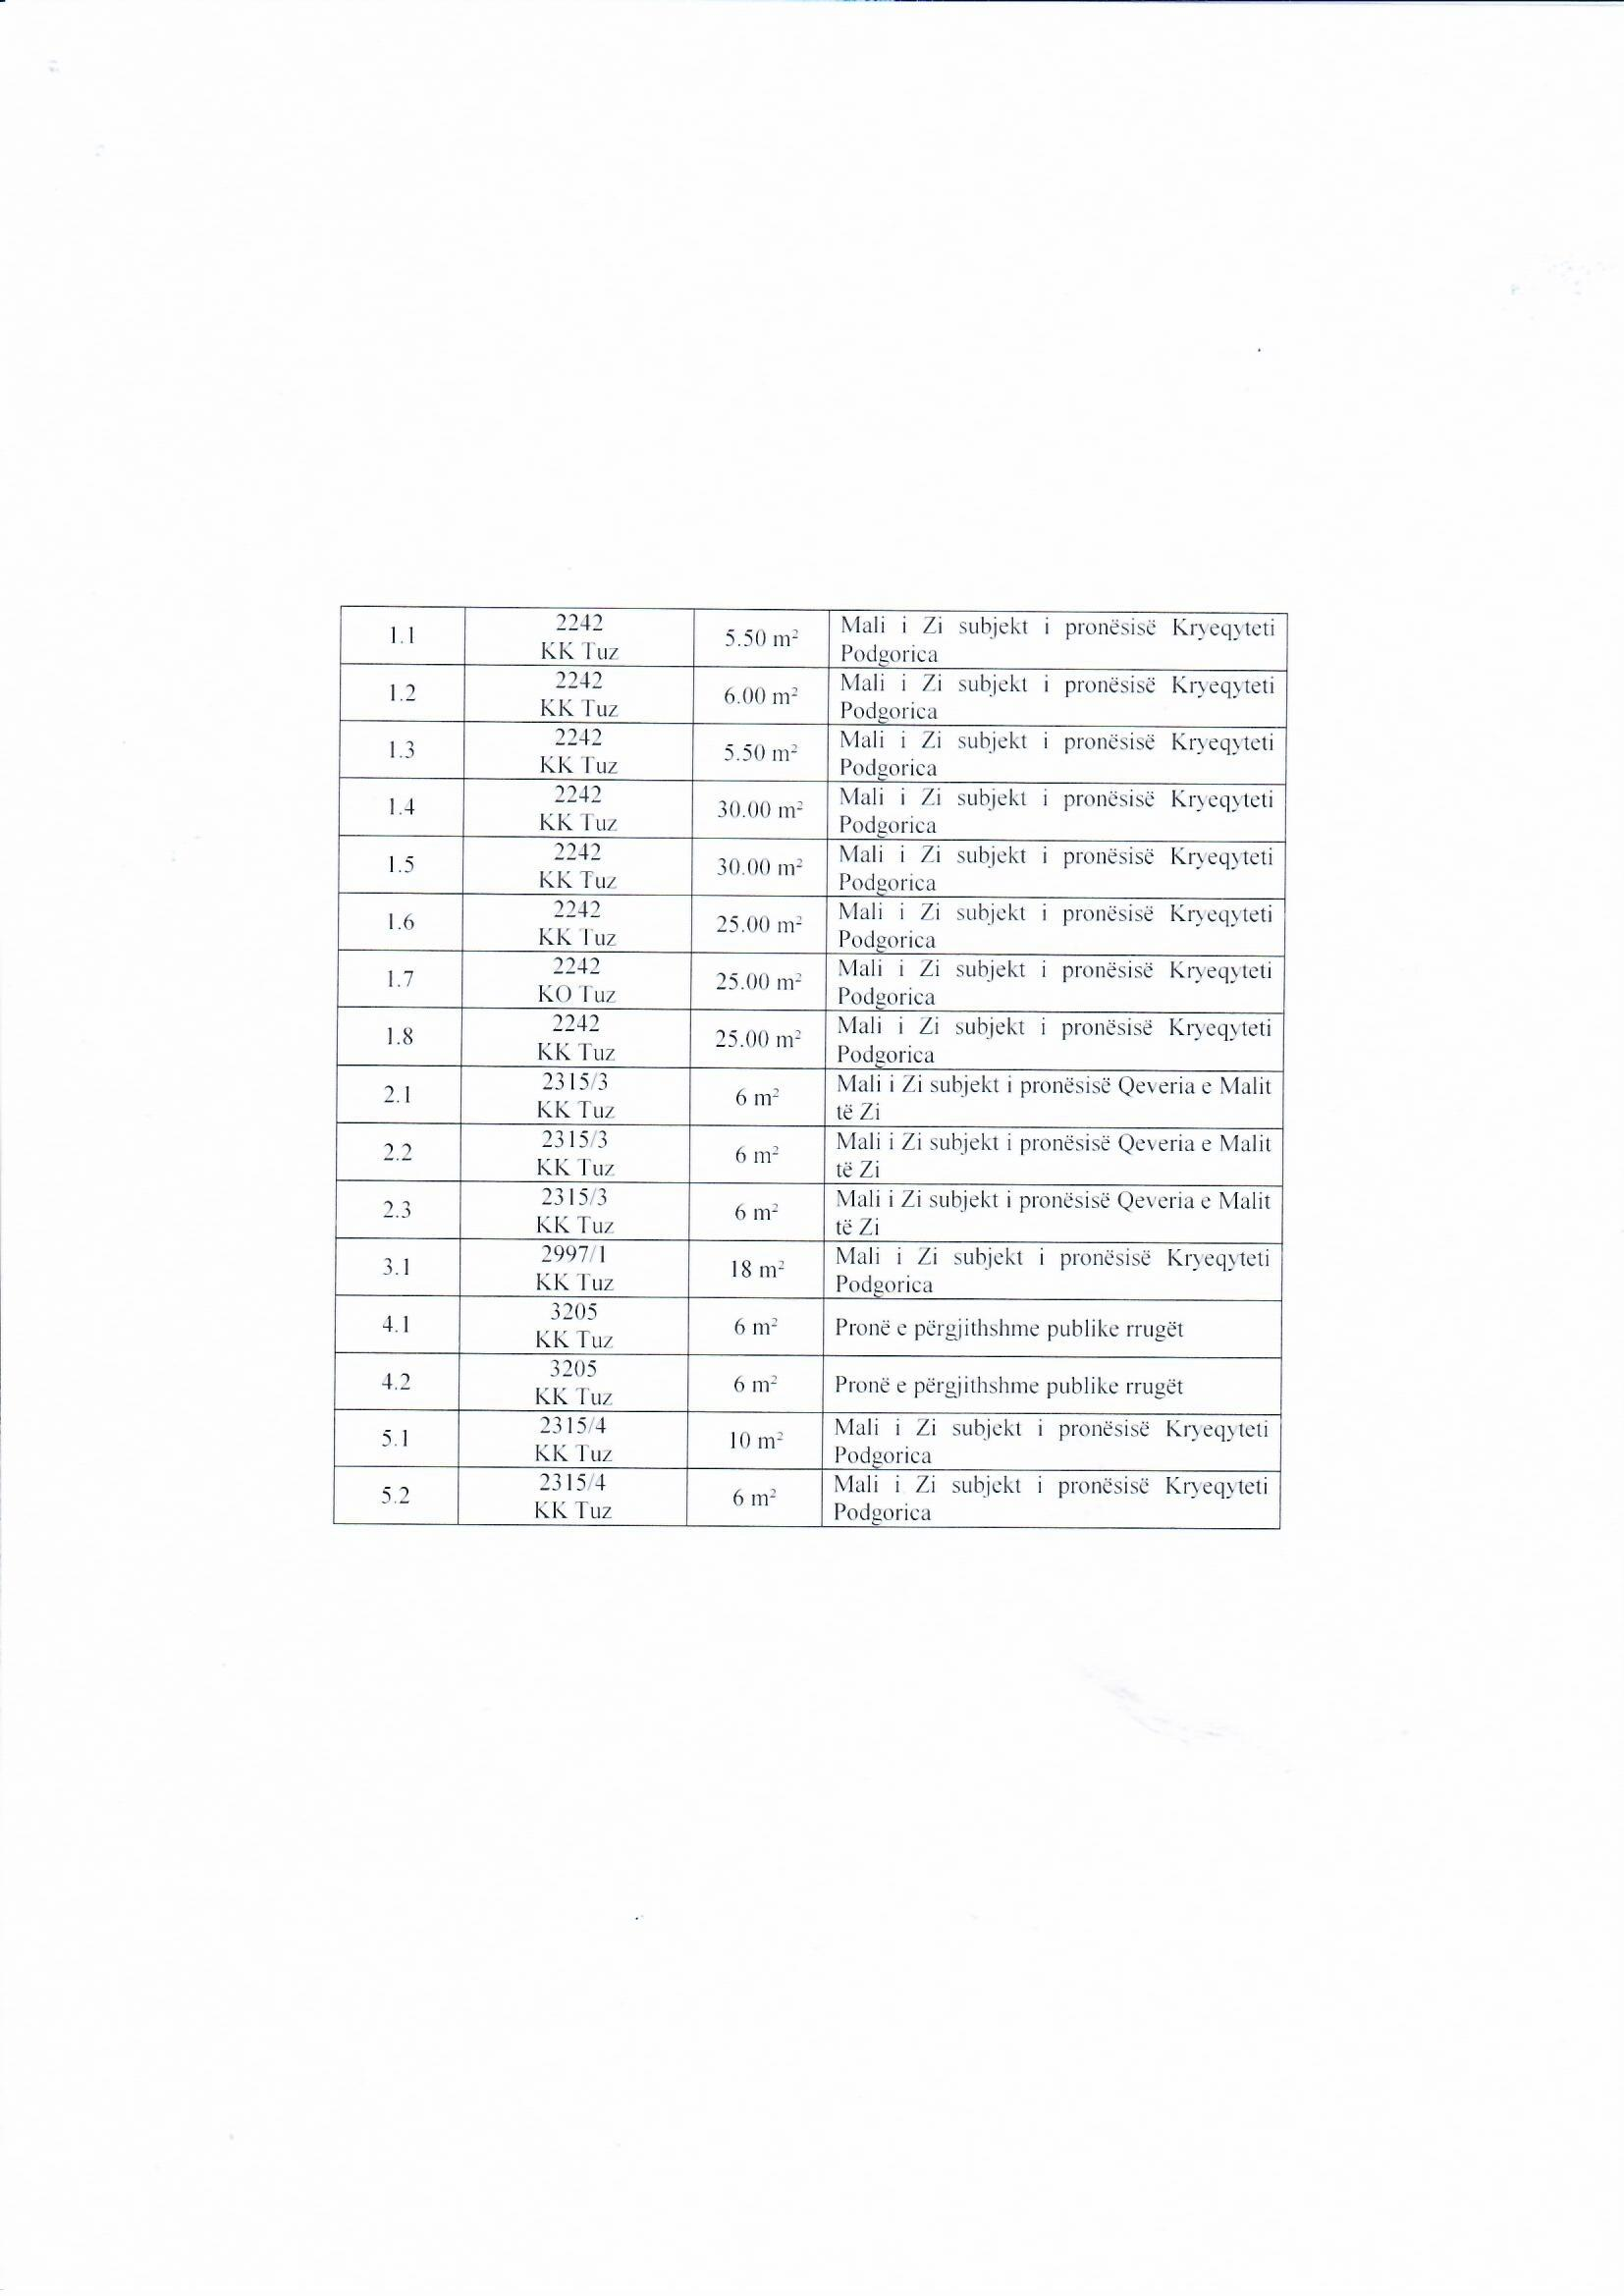 1.1
2242
KK Tuz
5.50 m²
Mali i Zi subjekt i pronësisë Kryeqyteti
Podgorica
1.2
2242
KK Tuz
6.00 m²
Mali i Zi subjekt i pronësisë Kryeqyteti
Podgorica
1.3
2242
KK Tuz
5.50 m²
Mali i Zi subjekt i pronësisë Kryeqyteti
Podgorica
1.4
2242
KK Tuz
30.00 m²
Mali i Zi subjekt i pronësisë Kryeqyteti
Podgorica
1.5
2242
KK Tuz
30.00 m²
Mali i Zi subjekt i pronësisë Kryeqyteti
Podgorica
1.6
2242
KK Tuz
25.00 m²
Mali i Zi subjekt i pronësisë Kryeqyteti
Podgorica
1.7
2242
KO Tuz
25.00 m²
Mali i Zi subjekt i pronësisë Kryeqyteti
Podgorica
1.8
2242
KK Tuz
25.00 m²
Mali i Zi subjekt i pronësisë Kryeqyteti
Podgorica
2.1
2315/3
KK Tuz
6 m²
Mali i Zi subjekt i pronësisë Qeveria e Malit
të Zi
2.2
2315/3
KK Tuz
6 m²
Mali i Zi subjekt i pronësisë Qeveria e Malit
të Zi
2.3
2315/3
KK Tuz
6 m²
Mali i Zi subjekt i pronësisë Qeveria e Malit
të Zi
3.1
2997/1
KK Tuz
18 m²
Mali i Zi subjekt i pronësisë Kryeqyteti
Podgorica
4.1
3205
KK Tuz
6 m²
Pronë e përgjithshme publike rrugët
4.2
3205
KK Tuz
6 m²
Pronë e përgjithshme publike rrugët
5.1
2315/4
KK Tuz
10 m²
Mali i Zi subjekt i pronësisë Kryeqyteti
Podgorica
5.2
2315/4
KK Tuz
6 m²
Mali i Zi subjekt i pronësisë Kryeqyteti
Podgorica